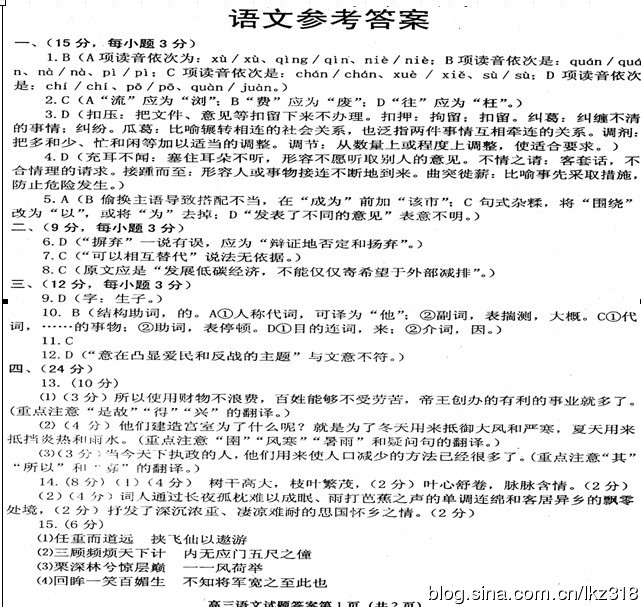 语文参考答案
一、(15分，每小题3分)
1.B(A项读音依次为：xù/xù、qìng/qìn、niè/niè；B项读音依次是：quán/quá
n、nà/nà、pì/pì；C 项读音依次是：chán/chán、xuè / xiě、sù/sù；D 项读音依次
是：chí/chí、pō/pō、quàn/juàn。)
2.C(A“流”应为“浏”；B“费”应为“废”；D“往”应为“枉”。)
3.D(扣压：把文件、意见等扣留下来不办理。扣押：拘留；扣留。纠葛：纠缠不清
的事情；纠纷。瓜葛：比喻辗转相连的社会关系，也泛指两件事情互相牵连的关系。调剂：
把多和少、忙和闲等加以适当的调整。调节：从数量上或程度上调整，使适合要求。)
4.D(充耳不闻：塞住耳朵不听，形容不愿听取别人的意见。不情之请：客套话，不
合情理的请求。接踵而至：形容人或事物接连不断地到来。曲突徙薪：比喻事先采取措施，
防止危险发生。)
5.A(B 偷换主语导致搭配不当，在“成为”前加“该市”；C 句式杂糅，将“围绕”
改为“以”，或将“为”去掉；D“发表了不同的意见”表意不明。)
二、(9分，每小题3分)
6.D(“摒弃”一说有误，应为“辩证地否定和扬弃”。)
7.C(“可以相互替代”说法无依据。)
8.C(原文应是“发展低碳经济，不能仅仅寄希望于外部减排”。)
三、(12分，每小题3分)
9.D(字：生子。)
10. B(结构助词，的。A①人称代词，可译为“他”；②副词，表揣测，大概。C①代
词，……的事物；②助词，表停顿。D①目的连词，来；②介词，因。)
11.C
12.D(“意在凸显爱民和反战的主题”与文意不符。)
四、(24分)
13.(10分)
(1)(3分)所以使用财物不浪费，百姓能够不受劳苦，帝王创办的有利的事业就多了。
(重点注意“是故”“得”“兴”的翻译。)
(2)(4分)他们建造宫室为了什么呢？就是为了冬天用来抵御大风和严寒，夏天用来
抵挡炎热和雨水。(重点注意“圉”“风寒”“暑雨”和疑问句的翻译。)
(3)(3分)当今天下执政的人，他们用来使人口减少的方法已经很多了。(重点注意“其”
“所以”和“寡”的翻译。)
14.(8分)(1)(4分) 树干高大，枝叶繁茂，(2分)叶心舒卷，脉脉含情。(2分)
(2)(4分)词人通过长夜孤枕难以成眠、雨打芭蕉之声的单调连绵和客居异乡的飘零
处境，(2分)抒发了深沉浓重、凄凉难耐的思国怀乡之情。(2分)
15.(6分)
(1)任重而道远 挟飞仙以遨游
(2)三顾频烦天下计 内无应门五尺之僮
(3)栗深林兮惊层巅 一一风荷举
(4)回眸一笑百媚生 不知将军宽之至此也
高三语文试题答案第1页(共2页)
blog.sina.com.cn/lkz318